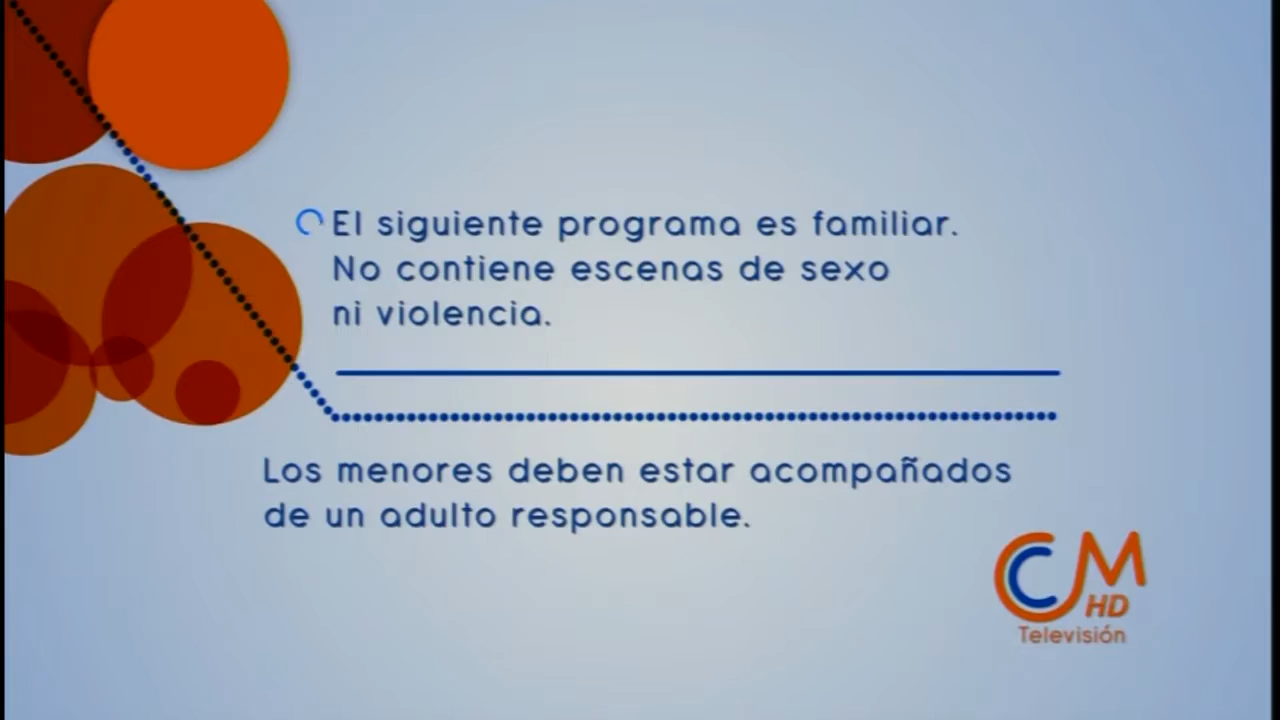 El siguiente programa es familiar.
No contiene escenas de sexo
ni violencia.
Los menores deben estar acompañados
de un adulto responsable.
CCM
HD
Televisión